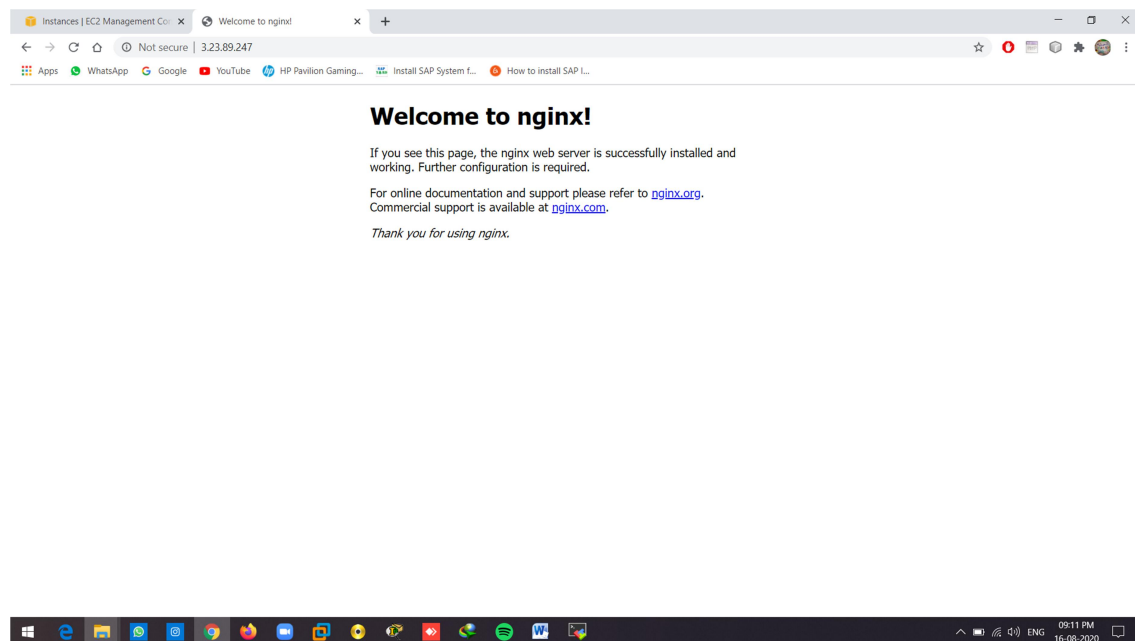 Instances | EC2 Management Con
Welcome to nginx!
Not secure | 3.23.89.247
Apps WhatsApp Google YouTube HP Pavilion Gaming... Install SAP System f... How to install SAP I...
Welcome to nginx!
If you see this page, the nginx web server is successfully installed and
working. Further configuration is required.
For online documentation and support please refer to nginx.org.
Commercial support is available at nginx.com.
Thank you for using nginx.
ENG
09:11 PM
16-08-2020